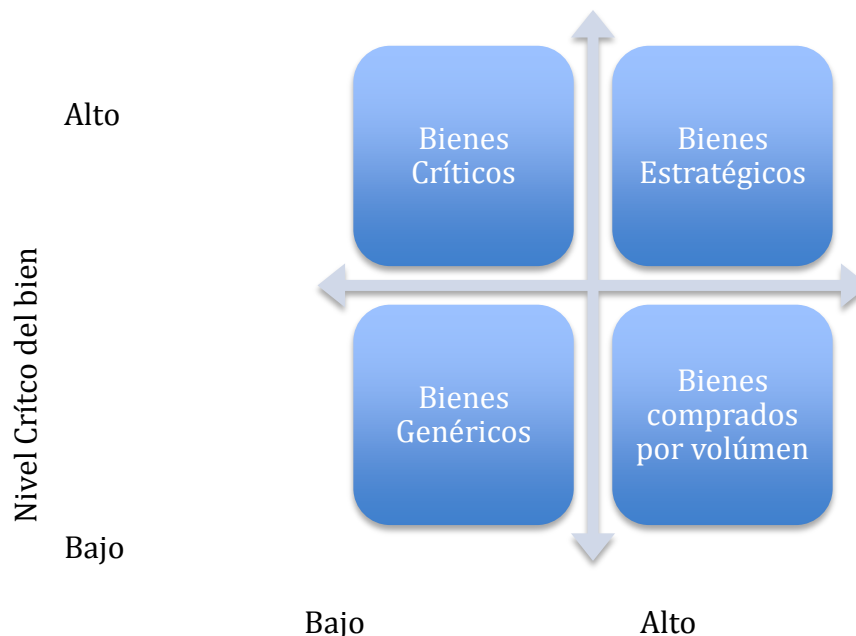 Alto
Bienes
Críticos
Bienes
Estratégicos
Nivel Crítco del bien
Bienes
Genéricos
Bienes
comprados
por volúmen
Bajo
Bajo
Alto